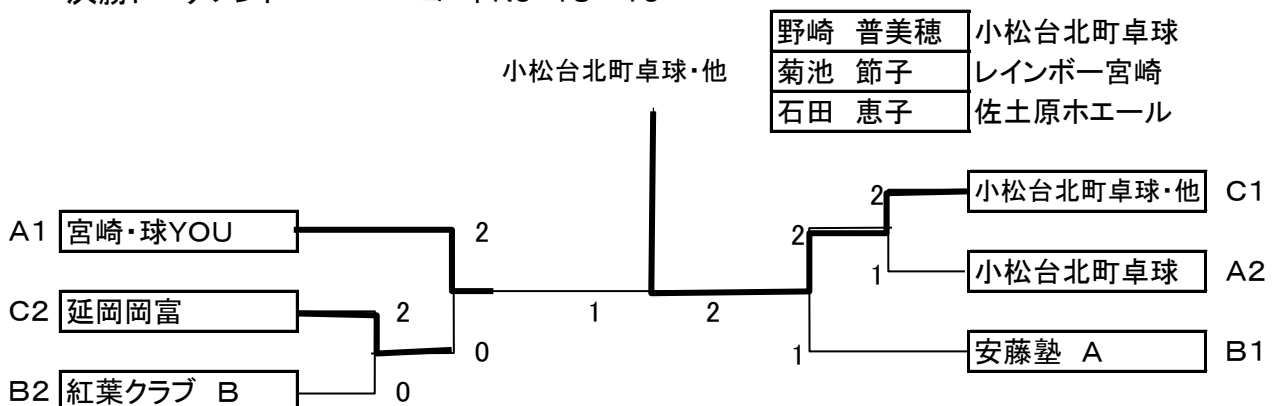 野崎 普美穂 小松台北町卓球
菊池 節子 レインボー宮崎
石田 恵子 佐土原ホエール
小松台北町卓球・他
2 小松台北町卓球・他 C1
A1 宮崎・球YOU 2 2
1 小松台北町卓球 A2
C2 延岡岡富 2 1 2
0 1 安藤塾 A B1
B2 紅葉クラブ B 0